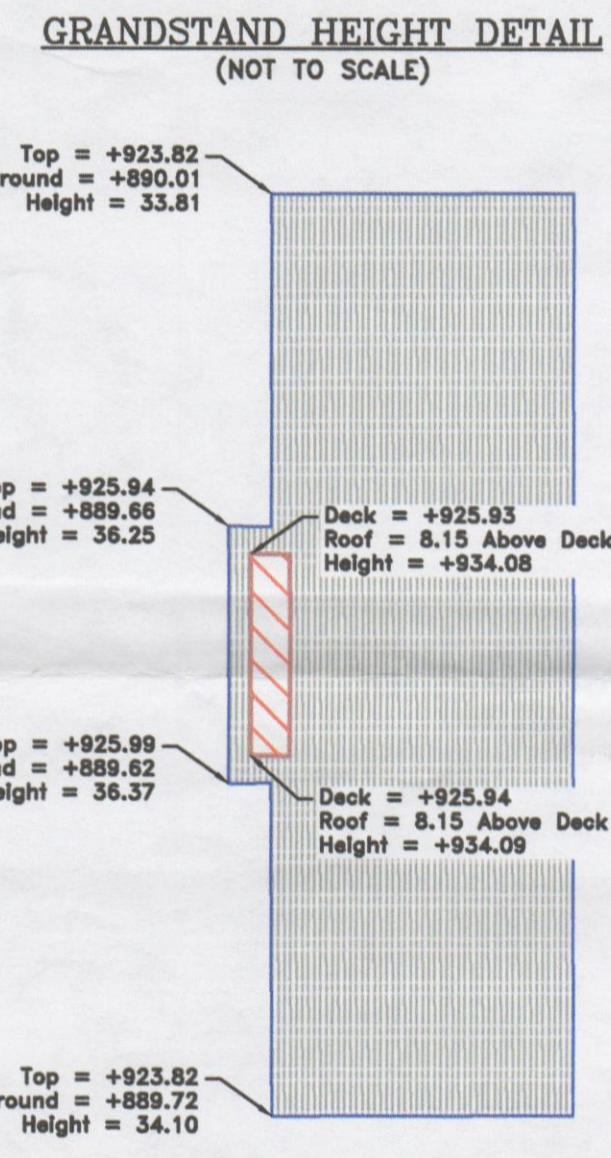 GRANDSTAND HEIGHT DETAIL
(NOT TO SCALE)
Top = +923.82
round = +890.01
Height = 33.81
op = +925.94
nd = +889.66
eight = 36.25
Deck = +925.93
Roof = 8.15 Above Deck
Height = +934.08
op = +925.99
nd = +889.62
eight = 36.37
Deck = +925.94
Roof = 8.15 Above Deck
Height = +934.09
Top = +923.82
round = +889.72
Height = 34.10